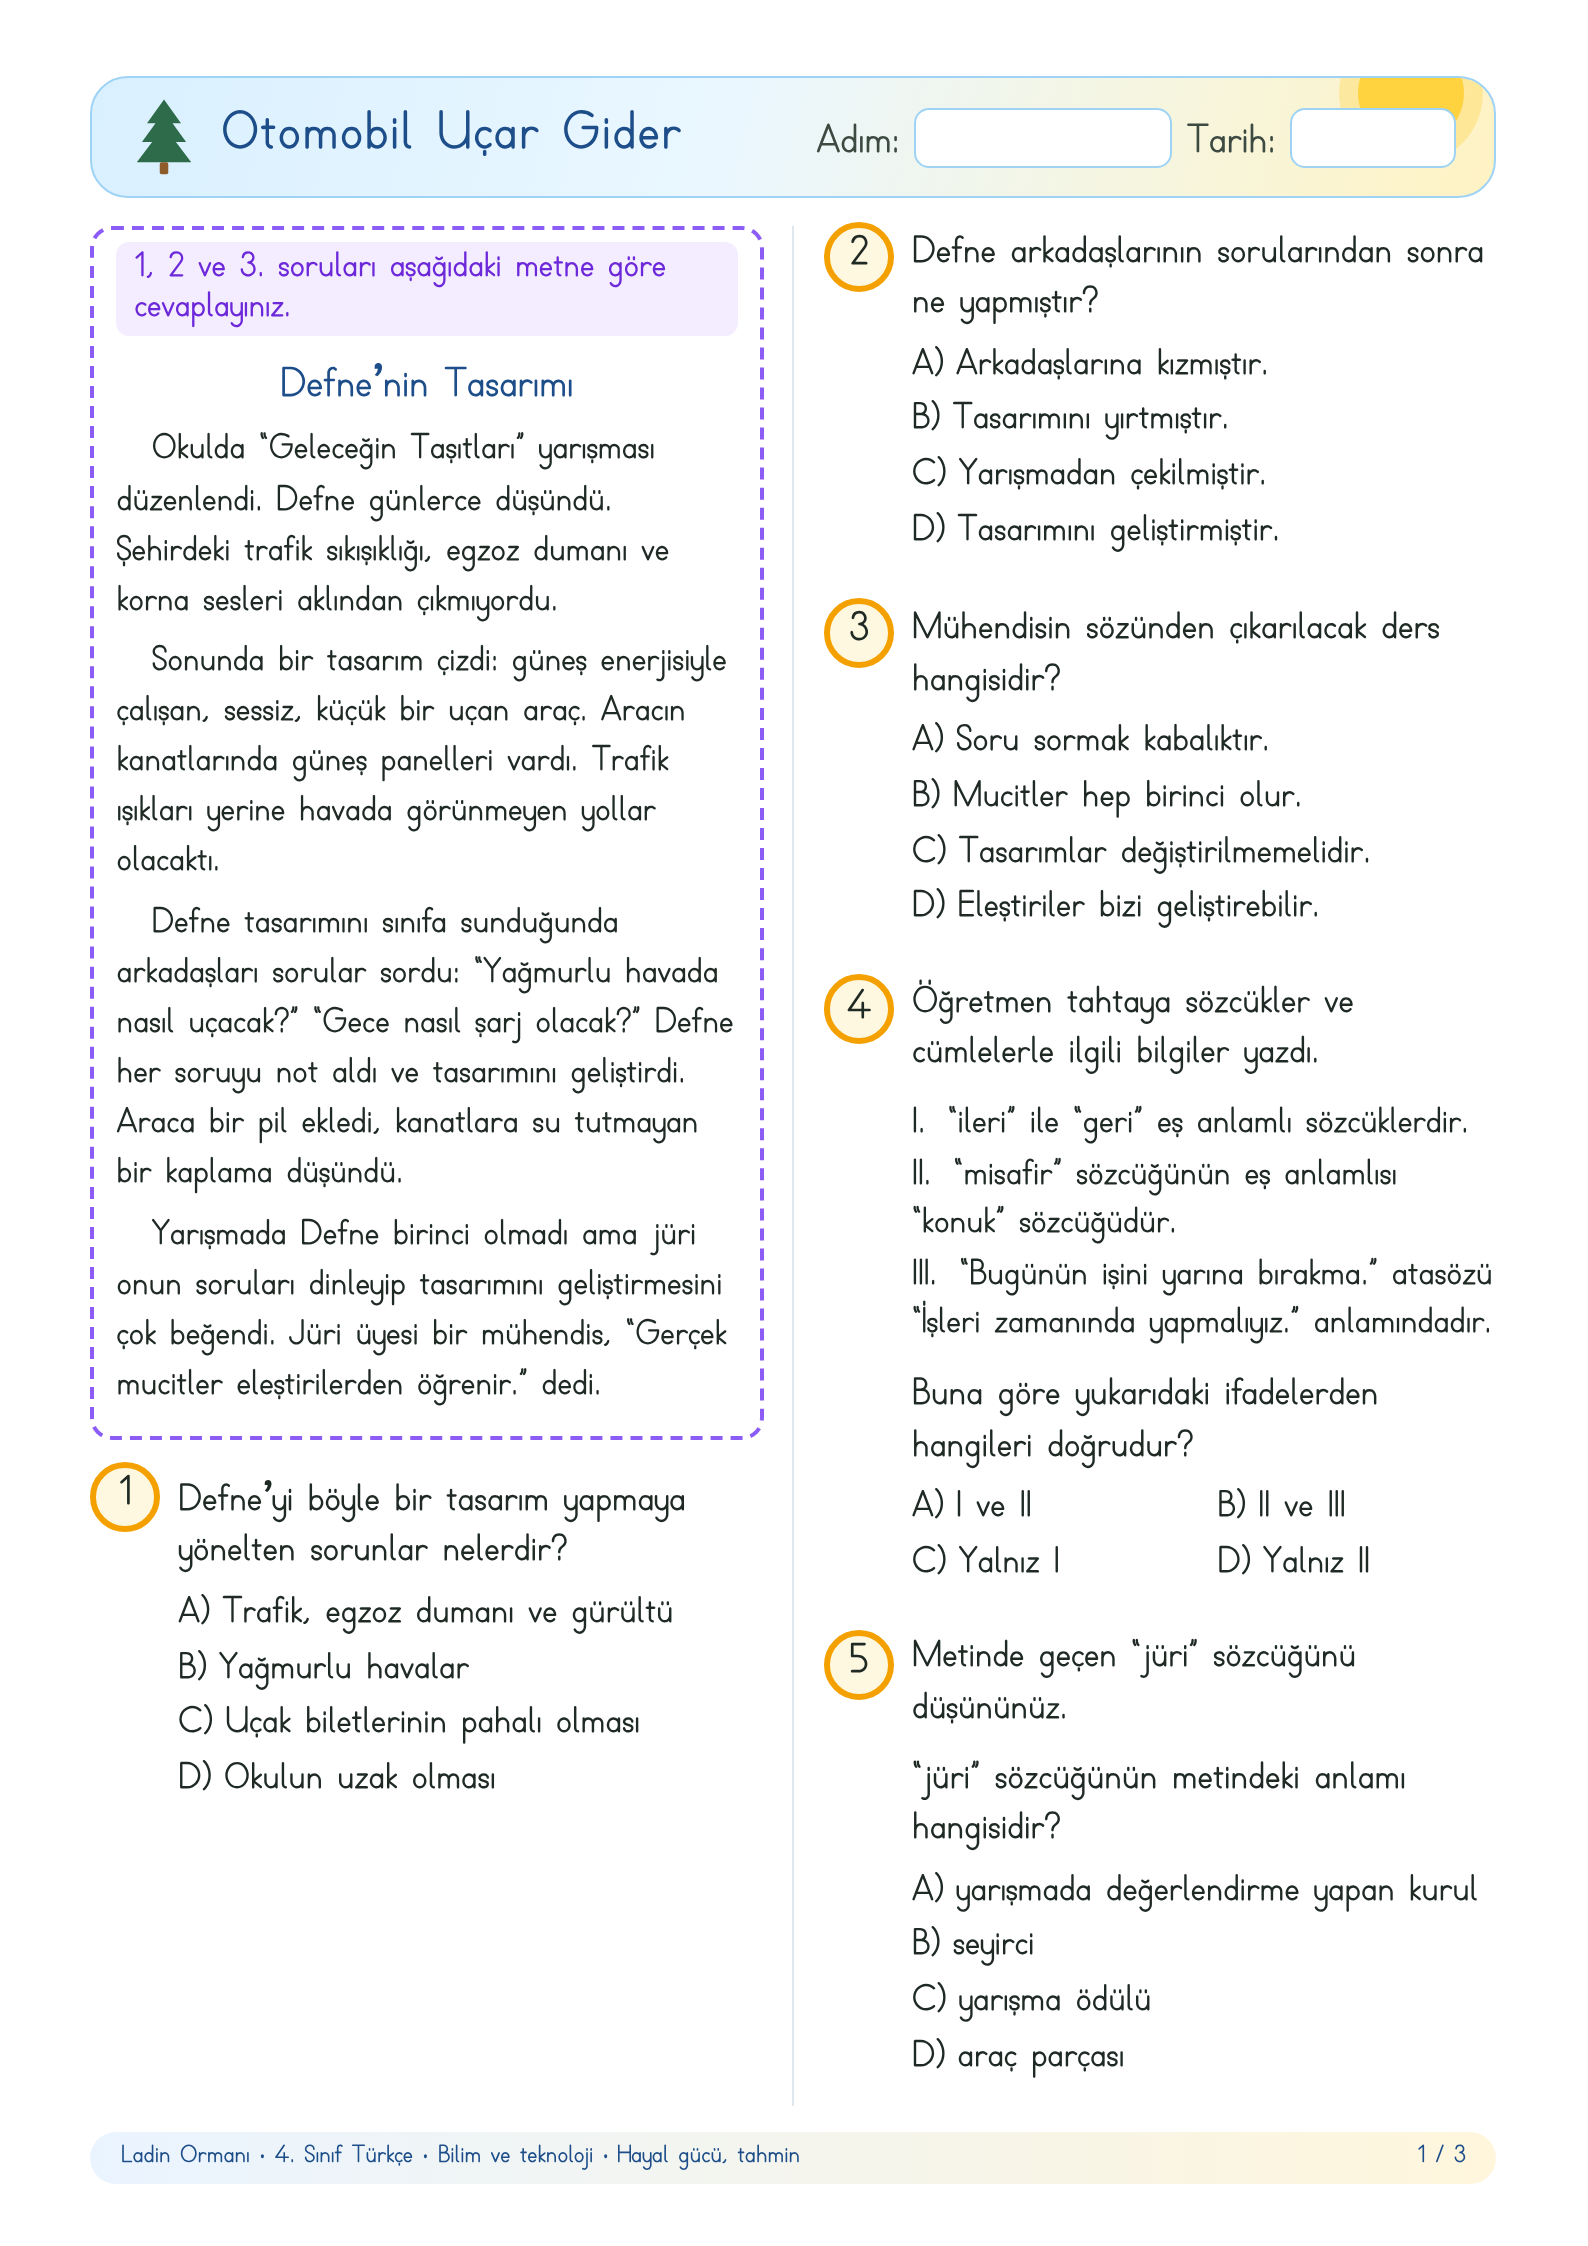 Otomobil Uçar Gider
Adım:
Tarih:
1, 2 ve 3. soruları aşağıdaki metne göre
cevaplayınız.
Defne’nin Tasarımı
Okulda “Geleceğin Taşıtları” yarışması
düzenlendi. Defne günlerce düşündü.
Şehirdeki trafik sıkışıklığı, egzoz dumanı ve
korna sesleri aklından çıkmıyordu.
Sonunda bir tasarım çizdi: güneş enerjisiyle
çalışan, sessiz, küçük bir uçan araç. Aracın
kanatlarında güneş panelleri vardı. Trafik
ışıkları yerine havada görünmeyen yollar
olacaktı.
Defne tasarımını sınıfa sunduğunda
arkadaşları sorular sordu: “Yağmurlu havada
nasıl uçacak?” “Gece nasıl şarj olacak?” Defne
her soruyu not aldı ve tasarımını geliştirdi.
Araca bir pil ekledi, kanatlara su tutmayan
bir kaplama düşündü.
Yarışmada Defne birinci olmadı ama jüri
onun soruları dinleyip tasarımını geliştirmesini
çok beğendi. Jüri üyesi bir mühendis, “Gerçek
mucitler eleştirilerden öğrenir.” dedi.
1
Defne’yi böyle bir tasarım yapmaya
yönelten sorunlar nelerdir?
A) Trafik, egzoz dumanı ve gürültü
B) Yağmurlu havalar
C) Uçak biletlerinin pahalı olması
D) Okulun uzak olması
2
Defne arkadaşlarının sorularından sonra
ne yapmıştır?
A) Arkadaşlarına kızmıştır.
B) Tasarımını yırtmıştır.
C) Yarışmadan çekilmiştir.
D) Tasarımını geliştirmiştir.
3
Mühendisin sözünden çıkarılacak ders
hangisidir?
A) Soru sormak kabalıktır.
B) Mucitler hep birinci olur.
C) Tasarımlar değiştirilmemelidir.
D) Eleştiriler bizi geliştirebilir.
4
Öğretmen tahtaya sözcükler ve
cümlelerle ilgili bilgiler yazdı.
I. “ileri” ile “geri” eş anlamlı sözcüklerdir.
II. “misafir” sözcüğünün eş anlamlısı
“konuk” sözcüğüdür.
III. “Bugünün işini yarına bırakma.” atasözü
“İşleri zamanında yapmalıyız.” anlamındadır.
Buna göre yukarıdaki ifadelerden
hangileri doğrudur?
A) I ve II
B) II ve III
C) Yalnız I
D) Yalnız II
5
Metinde geçen “jüri” sözcüğünü
düşününüz.
“jüri” sözcüğünün metindeki anlamı
hangisidir?
A) yarışmada değerlendirme yapan kurul
B) seyirci
C) yarışma ödülü
D) araç parçası
Ladin Ormanı • 4. Sınıf Türkçe • Bilim ve teknoloji • Hayal gücü, tahmin
1 / 3